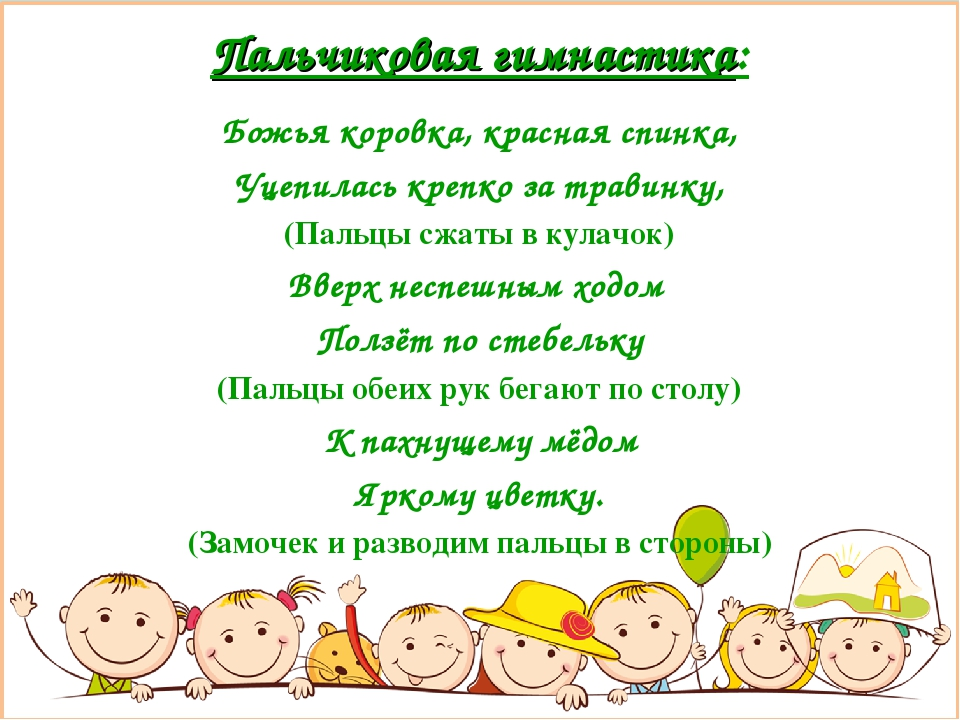 Пальчиковая гимнастика:
Божья коровка, красная спинка,
Уцепилась крепко за травинку,
(Пальцы сжаты в кулачок)
Вверх неспешным ходом
Ползёт по стебельку
(Пальцы обеих рук бегают по столу)
К пахнущему мёдом
Яркому цветку.
(Замочек и разводим пальцы в стороны)